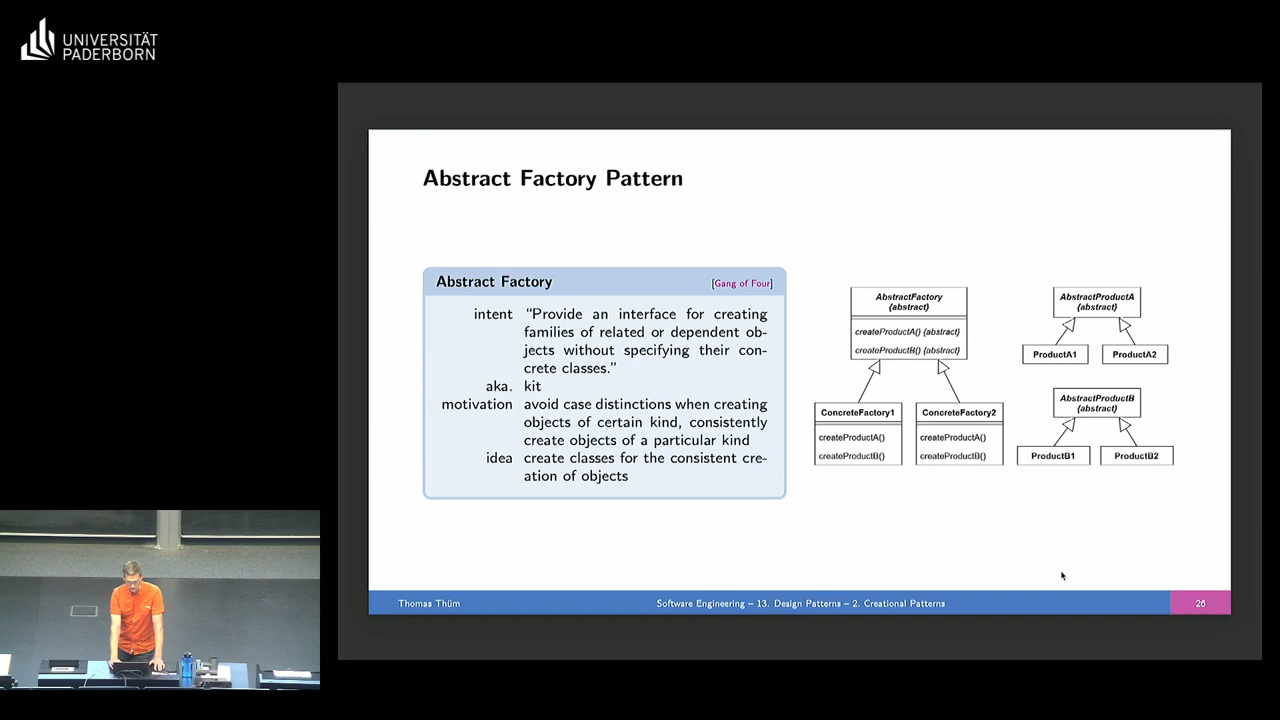 UNIVERSITÄT
PADERBORN
Abstract Factory Pattern
Abstract Factory [Gang of Four]
intent "Provide an interface for creating
families of related or dependent ob-
jects without specifying their con-
crete classes."
aka. kit
motivation avoid case distinctions when creating
objects of certain kind, consistently
create objects of a particular kind
idea create classes for the consistent cre-
ation of objects
AbstractFactory
{abstract}
createProductA() {abstract}
createProductB() {abstract}
ConcreteFactory1
createProductA()
createProductB()
ConcreteFactory2
createProductA()
createProductB()
AbstractProductA
{abstract}
ProductA1
ProductA2
AbstractProductB
{abstract}
ProductB1
ProductB2
Thomas Thüm
Software Engineering – 13. Design Patterns – 2. Creational Patterns
26